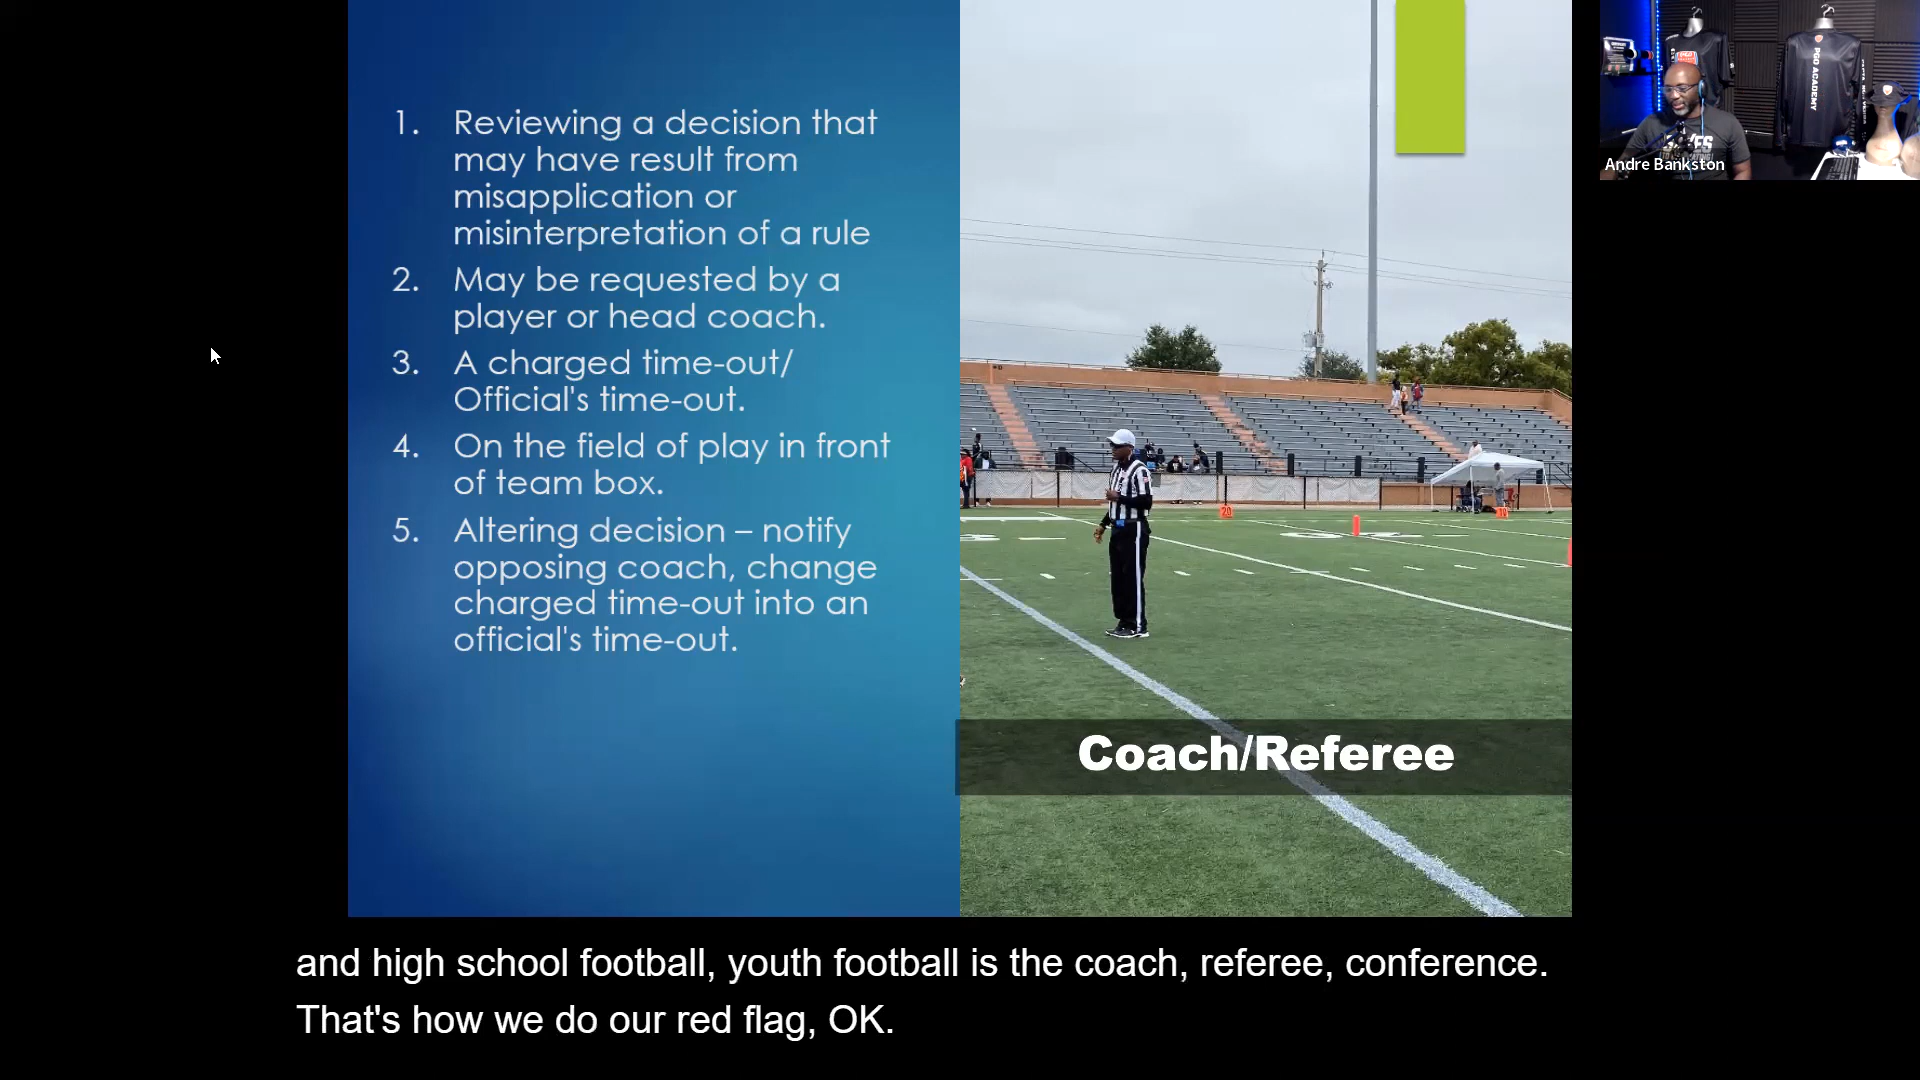 1. Reviewing a decision that
may have result from
misapplication or
misinterpretation of a rule
2. May be requested by a
player or head coach.
3. A charged time-out/
Official's time-out.
4. On the field of play in front
of team box.
5. Altering decision – notify
opposing coach, change
charged time-out into an
official's time-out.
20
Coach/Referee
PGO ACADEMY
Andre Bankston
and high school football, youth football is the coach, referee, conference.
That's how we do our red flag, OK.